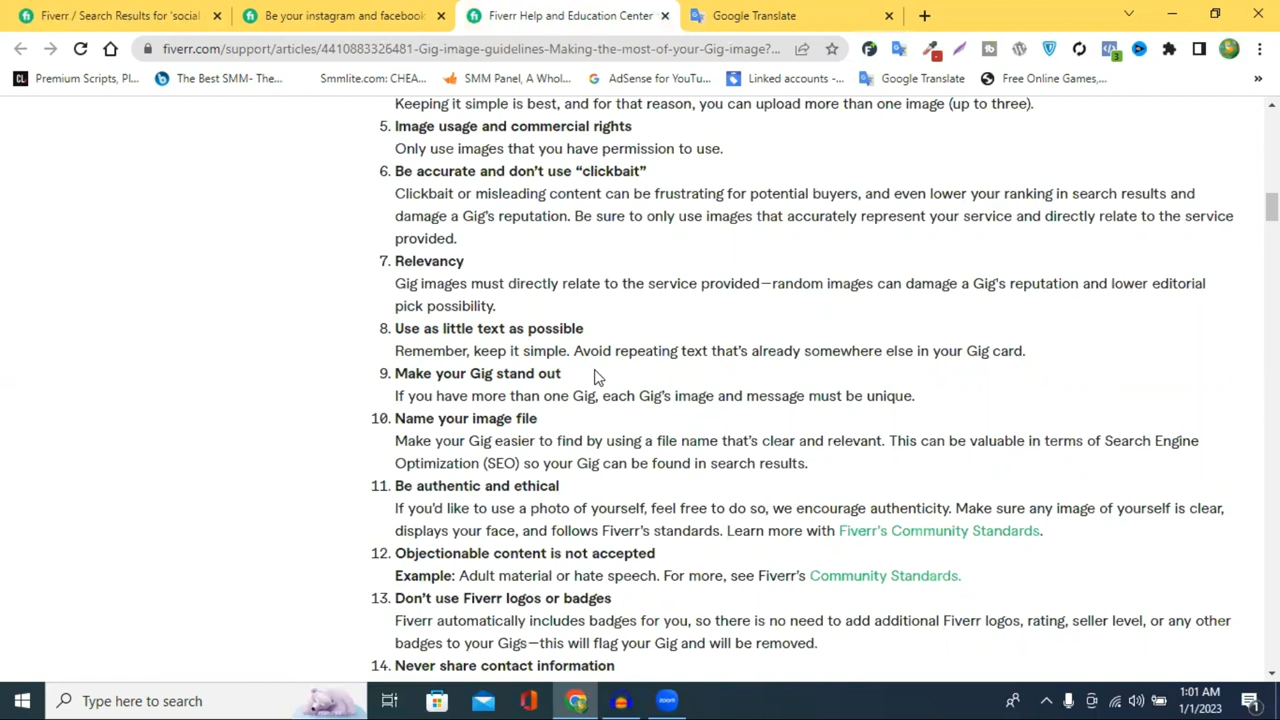 Fiverr / Search Results for 'social
Be your instagram and facebook
Fiverr Help and Education Center
Google Translate
fiverr.com/support/articles/4410883326481-Gig-image-guidelines-Making-the-most-of-your-Gig-image?...
Premium Scripts, Pl...
The Best SMM- The...
Smmlite.com: CHEA...
SMM Panel, A Whol...
AdSense for YouTu...
Linked accounts -...
Google Translate
Free Online Games,...
Keeping it simple is best, and for that reason, you can upload more than one image (up to three).
5. Image usage and commercial rights
Only use images that you have permission to use.
6. Be accurate and don't use “clickbait”
Clickbait or misleading content can be frustrating for potential buyers, and even lower your ranking in search results and
damage a Gig's reputation. Be sure to only use images that accurately represent your service and directly relate to the service
provided.
7. Relevancy
Gig images must directly relate to the service provided—random images can damage a Gig's reputation and lower editorial
pick possibility.
8. Use as little text as possible
Remember, keep it simple. Avoid repeating text that's already somewhere else in your Gig card.
9. Make your Gig stand out
If you have more than one Gig, each Gig's image and message must be unique.
10. Name your image file
Make your Gig easier to find by using a file name that's clear and relevant. This can be valuable in terms of Search Engine
Optimization (SEO) so your Gig can be found in search results.
11. Be authentic and ethical
If you'd like to use a photo of yourself, feel free to do so, we encourage authenticity. Make sure any image of yourself is clear,
displays your face, and follows Fiverr's standards. Learn more with Fiverr's Community Standards.
12. Objectionable content is not accepted
Example: Adult material or hate speech. For more, see Fiverr's Community Standards.
13. Don't use Fiverr logos or badges
Fiverr automatically includes badges for you, so there is no need to add additional Fiverr logos, rating, seller level, or any other
badges to your Gigs—this will flag your Gig and will be removed.
14. Never share contact information
Type here to search
zoom
1:01 AM
1/1/2023